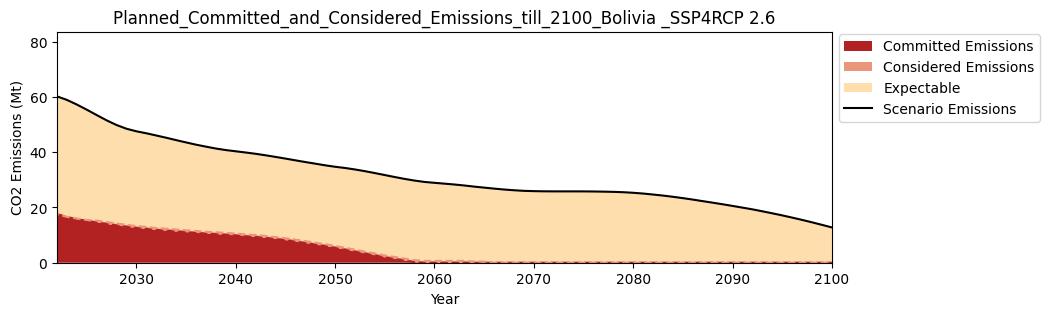 Planned_Committed_and_Considered_Emissions_till_2100_Bolivia _SSP4RCP 2.6
80
60
40
20
0
CO2 Emissions (Mt)
2030 2040 2050 2060 2070 2080 2090 2100
Year
Committed Emissions
Considered Emissions
Expectable
Scenario Emissions